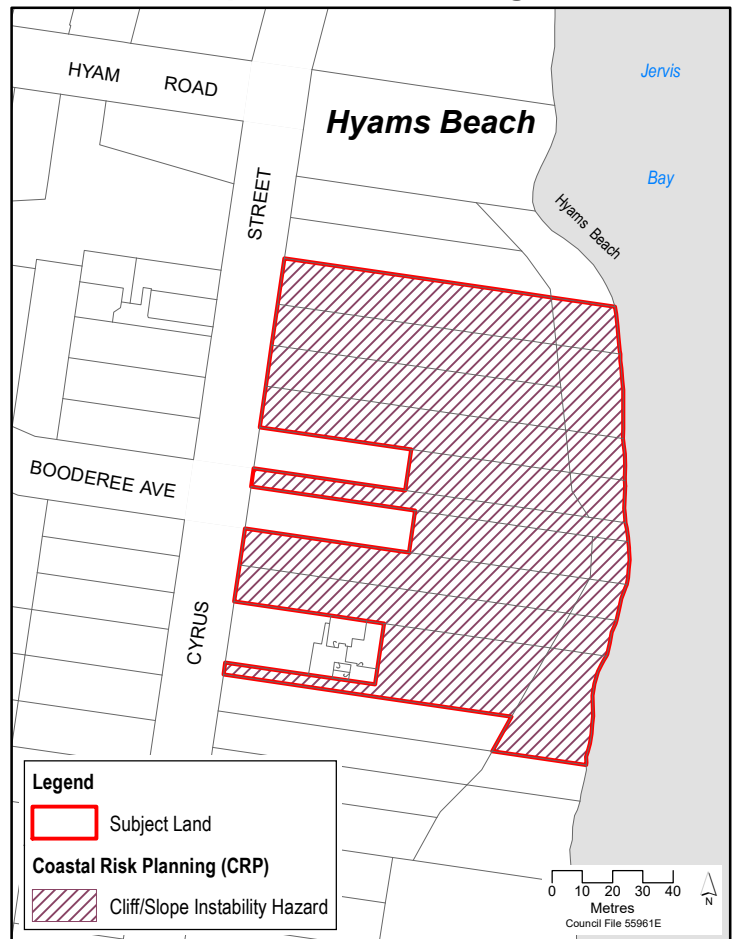 HYAM ROAD
Hyams Beach
Jervis
Bay
Hyams Beach
STREET
BOODEREE AVE
CYRUS
Legend
Subject Land
Coastal Risk Planning (CRP)
Cliff/Slope Instability Hazard
0 10 20 30 40
Metres
Council File 55961E
N